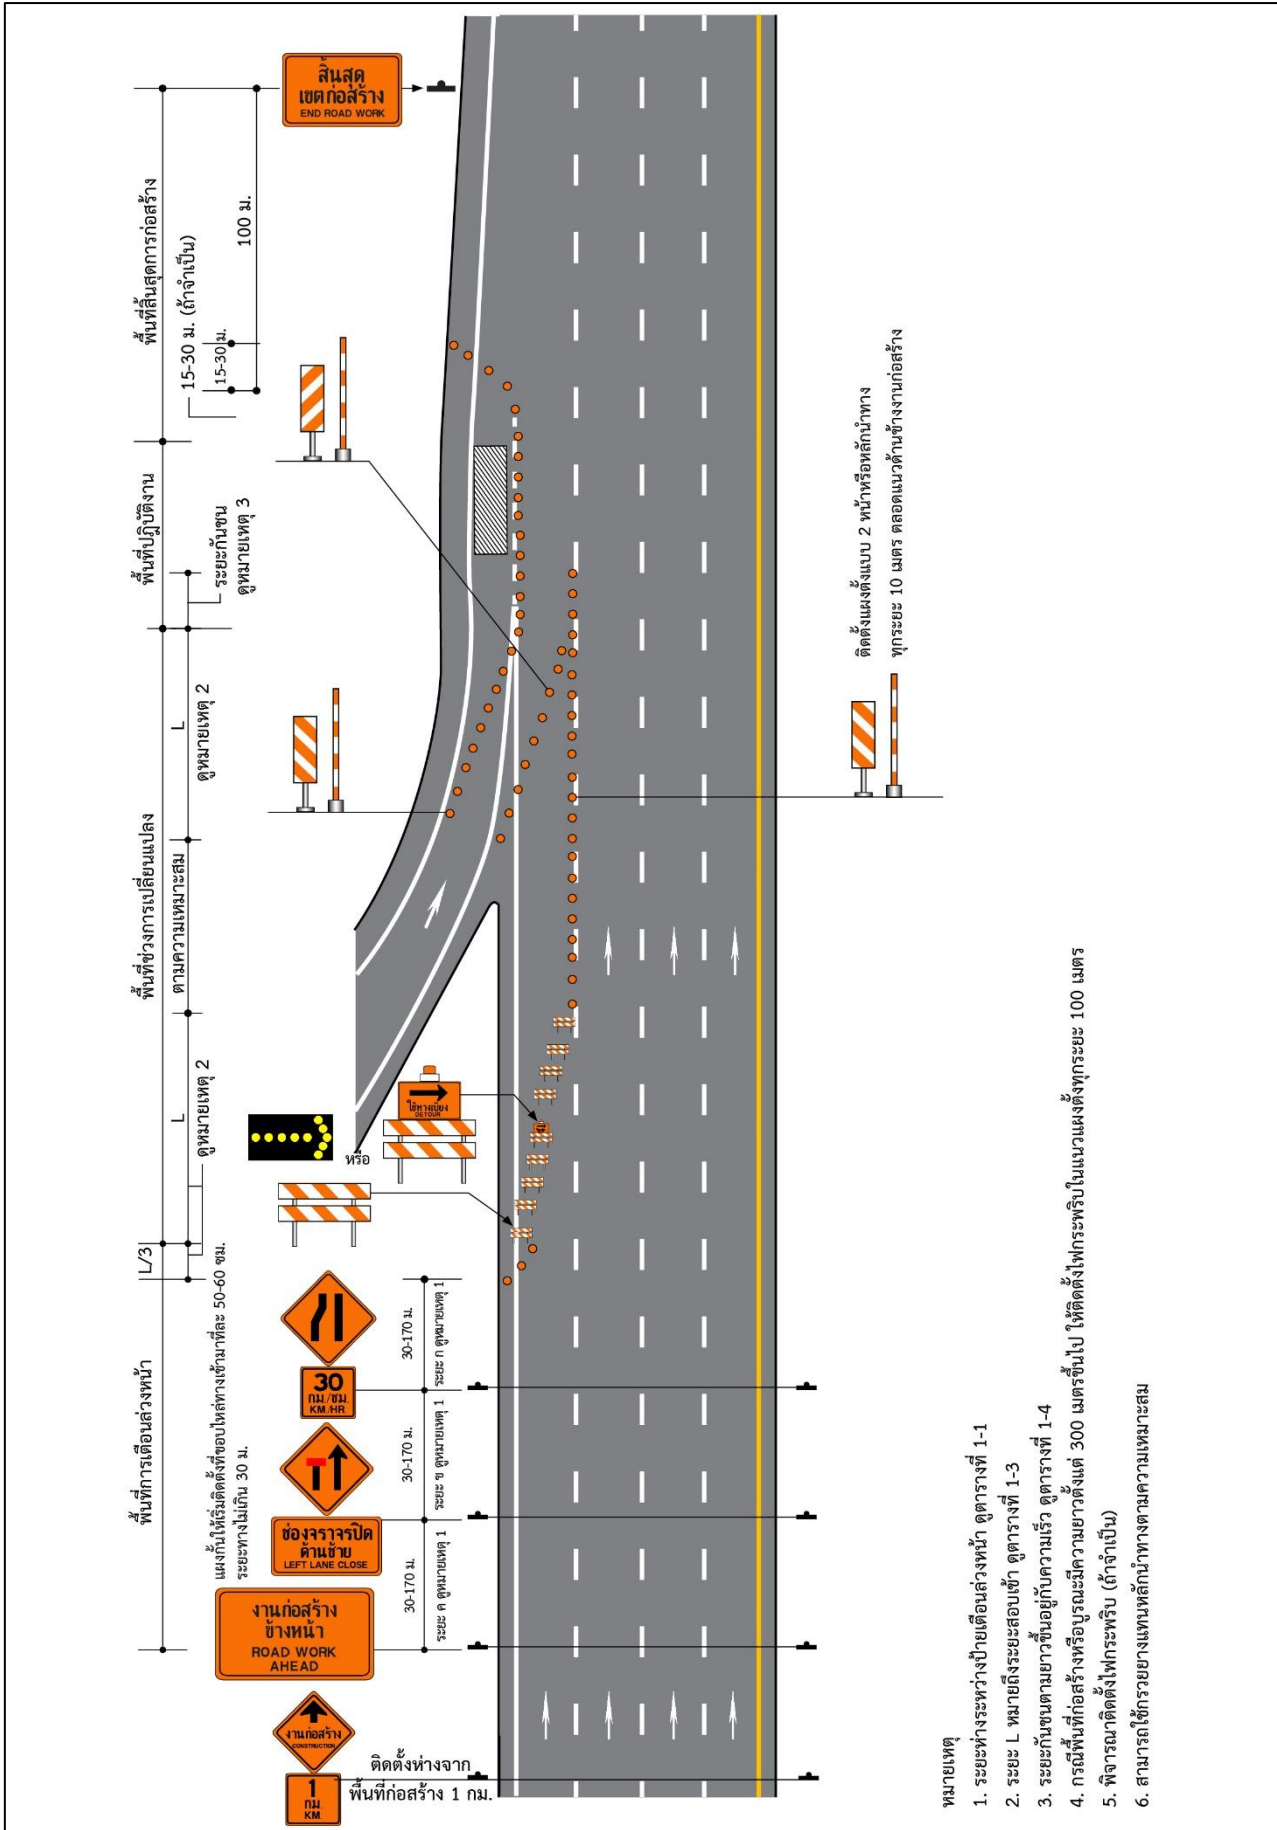 สิ้นสุด
เขตก่อสร้าง
END ROAD WORK
พื้นที่สิ้นสุดการก่อสร้าง
15-30 ม. (ถ้าจำเป็น)
15-30 ม.
100 ม.
พื้นที่ปฏิบัติงาน
ระยะกันชน
ดูหมายเหตุ 3
พื้นที่ช่วงการเปลี่ยนแปลง
L
ดูหมายเหตุ 2
ตามความเหมาะสม
L
ดูหมายเหตุ 2
หรือ
ใช้ทางเบี่ยง
DETOUR
ติดตั้งแผงตั้งแบบ 2 หน้าหรือหลักนำทาง
ทุกระยะ 10 เมตร ตลอดแนวด้านข้างงานก่อสร้าง
พื้นที่การเตือนล่วงหน้า
L/3
แผงกั้นให้เริ่มติดตั้งที่ขอบไหล่ทางเข้ามาทีละ 50-60 ซม.
ระยะทางไม่เกิน 30 ม.
30
กม./ชม.
KM./HR.
30-170 ม.
ระยะ ก ดูหมายเหตุ 1
30-170 ม.
ระยะ ข ดูหมายเหตุ 1
ช่องจราจรปิด
ด้านซ้าย
LEFT LANE CLOSE
30-170 ม.
ระยะ ค ดูหมายเหตุ 1
งานก่อสร้าง
ข้างหน้า
ROAD WORK
AHEAD
งานก่อสร้าง
CONSTRUCTION
1
กม.
KM.
ติดตั้งห่างจาก
พื้นที่ก่อสร้าง 1 กม.
หมายเหตุ
1. ระยะห่างระหว่างป้ายเตือนล่วงหน้า ดูตารางที่ 1-1
2. ระยะ L หมายถึงระยะสอบเข้า ดูตารางที่ 1-3
3. ระยะกันชนตามยาวขึ้นอยู่กับความเร็ว ดูตารางที่ 1-4
4. กรณีพื้นที่ก่อสร้างหรือบูรณะมีความยาวตั้งแต่ 300 เมตรขึ้นไป ให้ติดตั้งไฟกระพริบในแนวแผงตั้งทุกระยะ 100 เมตร
5. พิจารณาติดตั้งไฟกระพริบ (ถ้าจำเป็น)
6. สามารถใช้กรวยยางแทนหลักนำทางตามความเหมาะสม